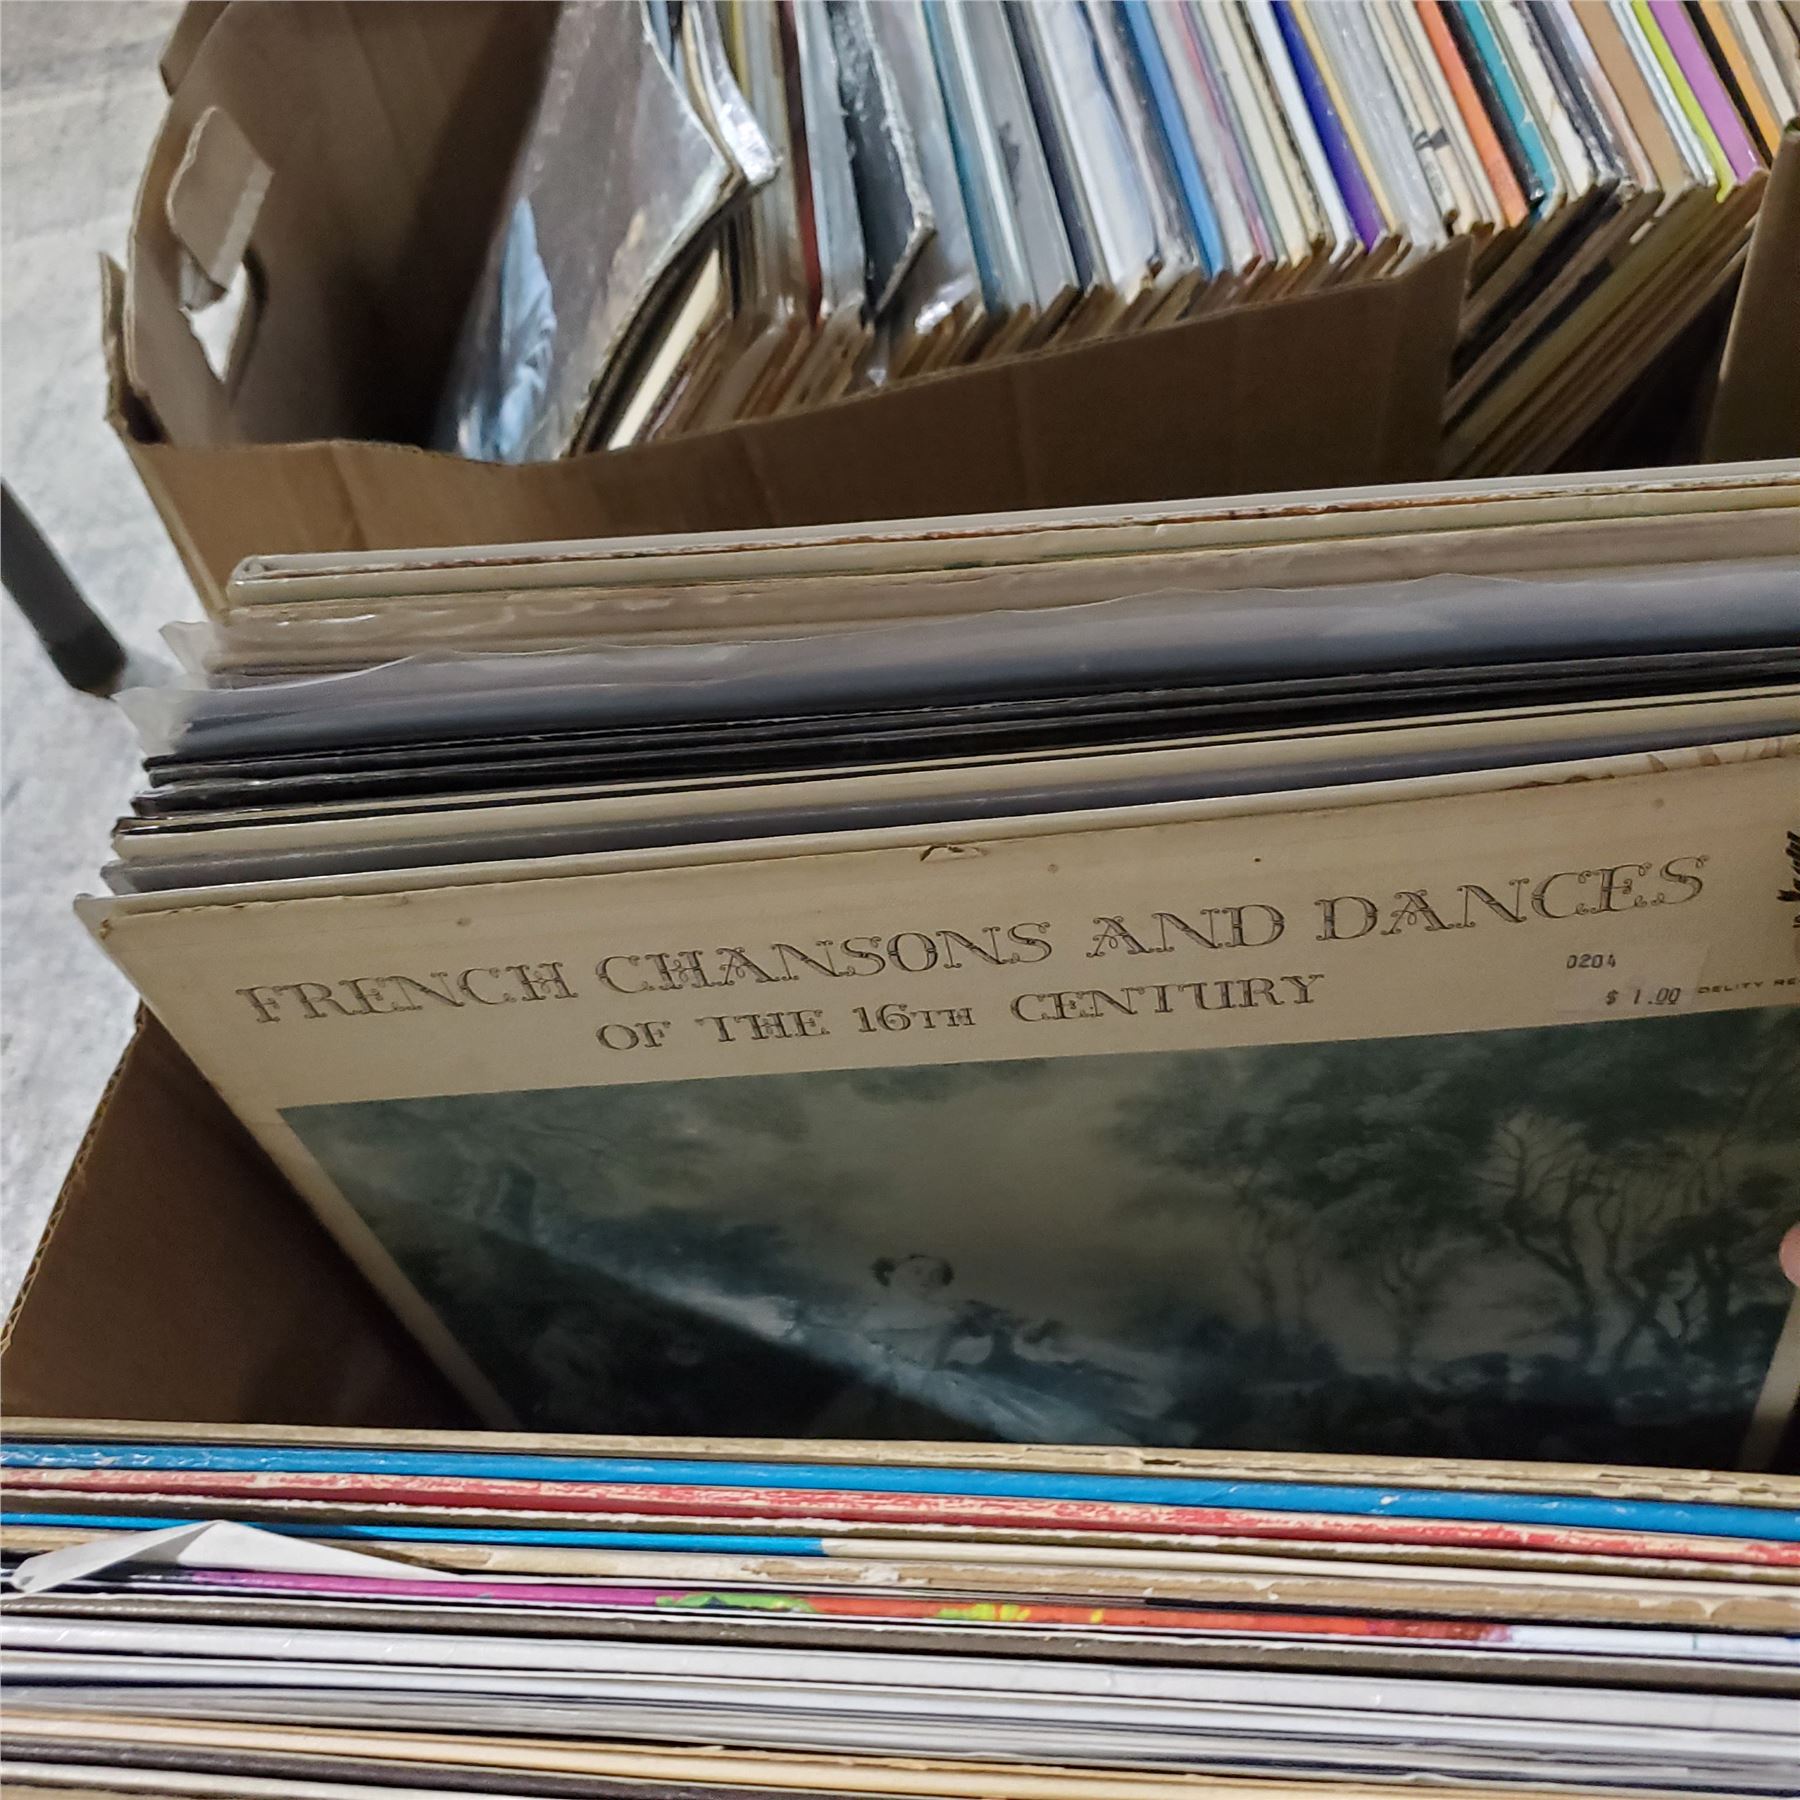 FRENCH CHANSONS AND DANCES
OF THE 16TH CENTURY
0204
$ 1.00